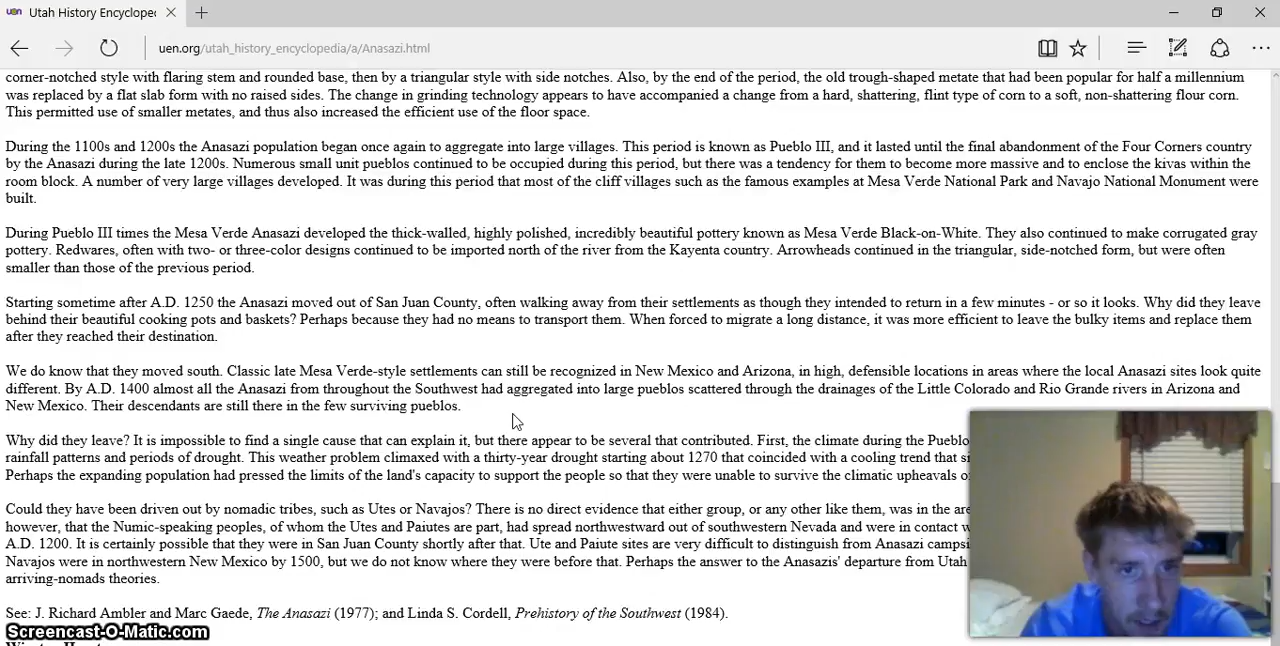 uen Utah History Encyclope
uen.org/utah_history_encyclopedia/a/Anasazi.html
corner-notched style with flaring stem and rounded base, then by a triangular style with side notches. Also, by the end of the period, the old trough-shaped metate that had been popular for half a millennium
was replaced by a flat slab form with no raised sides. The change in grinding technology appears to have accompanied a change from a hard, shattering, flint type of corn to a soft, non-shattering flour corn.
This permitted use of smaller metates, and thus also increased the efficient use of the floor space.
During the 1100s and 1200s the Anasazi population began once again to aggregate into large villages. This period is known as Pueblo III, and it lasted until the final abandonment of the Four Corners country
by the Anasazi during the late 1200s. Numerous small unit pueblos continued to be occupied during this period, but there was a tendency for them to become more massive and to enclose the kivas within the
room block. A number of very large villages developed. It was during this period that most of the cliff villages such as the famous examples at Mesa Verde National Park and Navajo National Monument were
built.
During Pueblo III times the Mesa Verde Anasazi developed the thick-walled, highly polished, incredibly beautiful pottery known as Mesa Verde Black-on-White. They also continued to make corrugated gray
pottery. Redwares, often with two- or three-color designs continued to be imported north of the river from the Kayenta country. Arrowheads continued in the triangular, side-notched form, but were often
smaller than those of the previous period.
Starting sometime after A.D. 1250 the Anasazi moved out of San Juan County, often walking away from their settlements as though they intended to return in a few minutes - or so it looks. Why did they leave
behind their beautiful cooking pots and baskets? Perhaps because they had no means to transport them. When forced to migrate a long distance, it was more efficient to leave the bulky items and replace them
after they reached their destination.
We do know that they moved south. Classic late Mesa Verde-style settlements can still be recognized in New Mexico and Arizona, in high, defensible locations in areas where the local Anasazi sites look quite
different. By A.D. 1400 almost all the Anasazi from throughout the Southwest had aggregated into large pueblos scattered through the drainages of the Little Colorado and Rio Grande rivers in Arizona and
New Mexico. Their descendants are still there in the few surviving pueblos.
Why did they leave? It is impossible to find a single cause that can explain it, but there appear to be several that contributed. First, the climate during the Pueblo
rainfall patterns and periods of drought. This weather problem climaxed with a thirty-year drought starting about 1270 that coincided with a cooling trend that
Perhaps the expanding population had pressed the limits of the land's capacity to support the people so that they were unable to survive the climatic upheavals
Could they have been driven out by nomadic tribes, such as Utes or Navajos? There is no direct evidence that either group, or any other like them, was in the
however, that the Numic-speaking peoples, of whom the Utes and Paiutes are part, had spread northwestward out of southwestern Nevada and were in contact
A.D. 1200. It is certainly possible that they were in San Juan County shortly after that. Ute and Paiute sites are very difficult to distinguish from Anasazi
Navajos were in northwestern New Mexico by 1500, but we do not know where they were before that. Perhaps the answer to the Anasazis' departure from Utah
arriving-nomads theories.
See: J. Richard Ambler and Marc Gaede, The Anasazi (1977); and Linda S. Cordell, Prehistory of the Southwest (1984).
Screencast-O-Matic.com